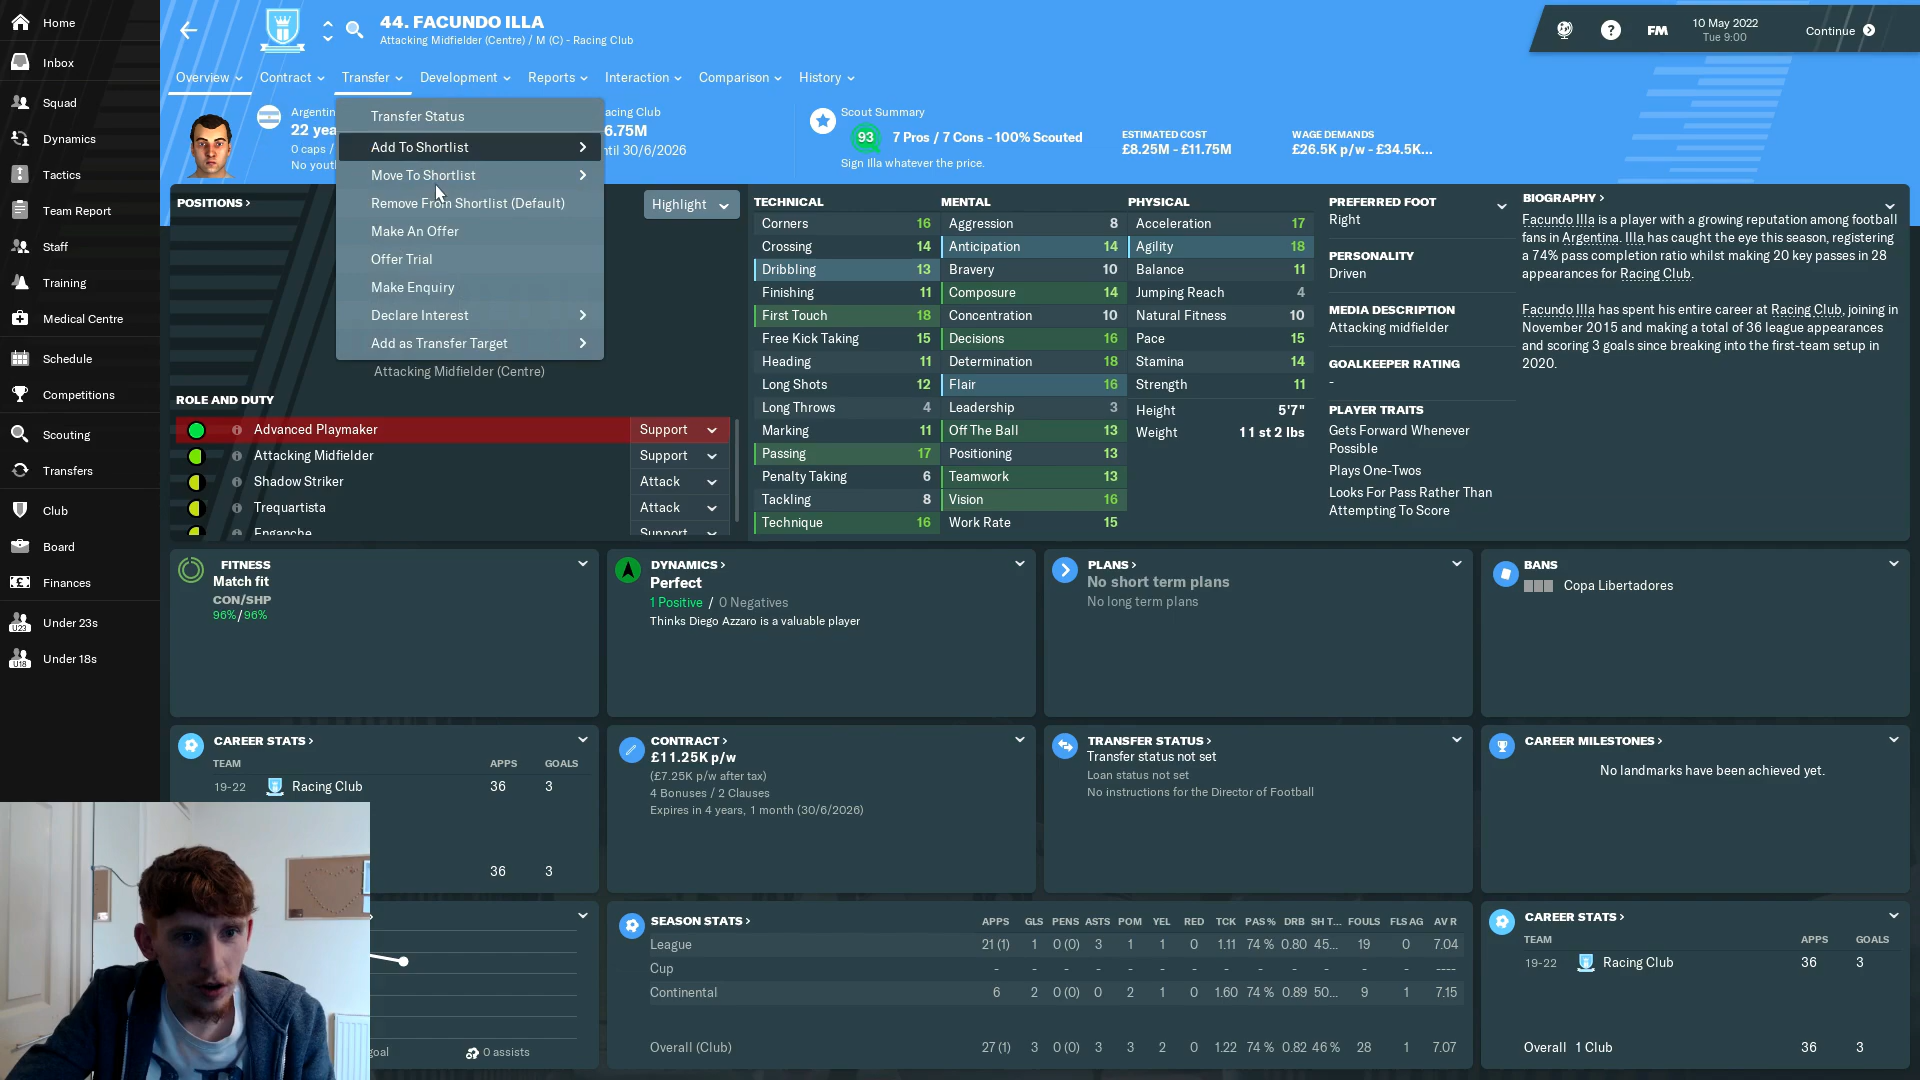 Home
Inbox
Squad
Dynamics
Tactics
Team Report
Staff
Training
Medical Centre
Schedule
Competitions
Scouting
Transfers
Club
Board
Finances
Under 23s
Under 18s
44. FACUNDO ILLA
Attacking Midfielder (Centre) / M (C) - Racing Club
FM
10 May 2022
Tue 9:00
Continue
Overview
Contract
Transfer
Development
Reports
Interaction
Comparison
History
Transfer Status
Add To Shortlist
Move To Shortlist
Remove From Shortlist (Default)
Make An Offer
Offer Trial
Make Enquiry
Declare Interest
Add as Transfer Target
Scout Summary
93
7 Pros / 7 Cons - 100% Scouted
Sign Illa whatever the price.
ESTIMATED COST
£8.25M - £11.75M
WAGE DEMANDS
£26.5K p/w - £34.5K...
POSITIONS
Highlight
Attacking Midfielder (Centre)
ROLE AND DUTY
Advanced Playmaker Support
Attacking Midfielder Support
Shadow Striker Attack
Trequartista Attack
Enganche Support
TECHNICAL
Corners 16
Crossing 14
Dribbling 13
Finishing 11
First Touch 18
Free Kick Taking 15
Heading 11
Long Shots 12
Long Throws 4
Marking 11
Passing 17
Penalty Taking 6
Tackling 8
Technique 16
MENTAL
Aggression 8
Anticipation 14
Bravery 10
Composure 14
Concentration 10
Decisions 16
Determination 18
Flair 16
Leadership 3
Off The Ball 13
Positioning 13
Teamwork 13
Vision 16
Work Rate 15
PHYSICAL
Acceleration 17
Agility 18
Balance 11
Jumping Reach 4
Natural Fitness 10
Pace 15
Stamina 14
Strength 11
Height 5'7"
Weight 11 st 2 lbs
PREFERRED FOOT
Right
PERSONALITY
Driven
MEDIA DESCRIPTION
Attacking midfielder
GOALKEEPER RATING
-
PLAYER TRAITS
Gets Forward Whenever
Possible
Plays One-Twos
Looks For Pass Rather Than
Attempting To Score
BIOGRAPHY
Facundo Illa is a player with a growing reputation among football
fans in Argentina. Illa has caught the eye this season, registering
a 74% pass completion ratio whilst making 20 key passes in 28
appearances for Racing Club.
Facundo Illa has spent his entire career at Racing Club, joining in
November 2015 and making a total of 36 league appearances
and scoring 3 goals since breaking into the first-team setup in
2020.
FITNESS
Match fit
CON/SHP
96%/96%
DYNAMICS
Perfect
1 Positive / 0 Negatives
Thinks Diego Azzaro is a valuable player
PLANS
No short term plans
No long term plans
BANS
Copa Libertadores
CAREER STATS
TEAM APPS GOALS
19-22 Racing Club 36 3
36 3
CONTRACT
£11.25K p/w
(£7.25K p/w after tax)
4 Bonuses / 2 Clauses
Expires in 4 years, 1 month (30/6/2026)
TRANSFER STATUS
Transfer status not set
Loan status not set
No instructions for the Director of Football
CAREER MILESTONES
No landmarks have been achieved yet.
0 assists
SEASON STATS
APPS GLS PENS ASTS POM YEL RED TCK PAS % DRB SH T... FOULS FLS AG AV R
League 21 (1) 1 0 (0) 3 1 1 0 1.11 74 % 0.80 45... 19 0 7.04
Cup - - - - - - - - - - - - - ----
Continental 6 2 0 (0) 0 2 1 0 1.60 74 % 0.89 50... 9 1 7.15
Overall (Club) 27 (1) 3 0 (0) 3 3 2 0 1.22 74 % 0.82 46 % 28 1 7.07
CAREER STATS
TEAM APPS GOALS
19-22 Racing Club 36 3
Overall 1 Club 36 3